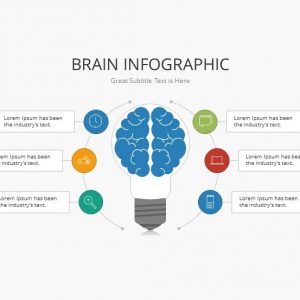 BRAIN INFOGRAPHIC
Great Subtitle Text is Here
Lorem Ipsum has been
the industry's text.
Lorem Ipsum has been
the industry's text.
Lorem Ipsum has been
the industry's text.
Lorem Ipsum has been
the industry's text.
Lorem Ipsum has been
the industry's text.
Lorem Ipsum has been
the industry's text.